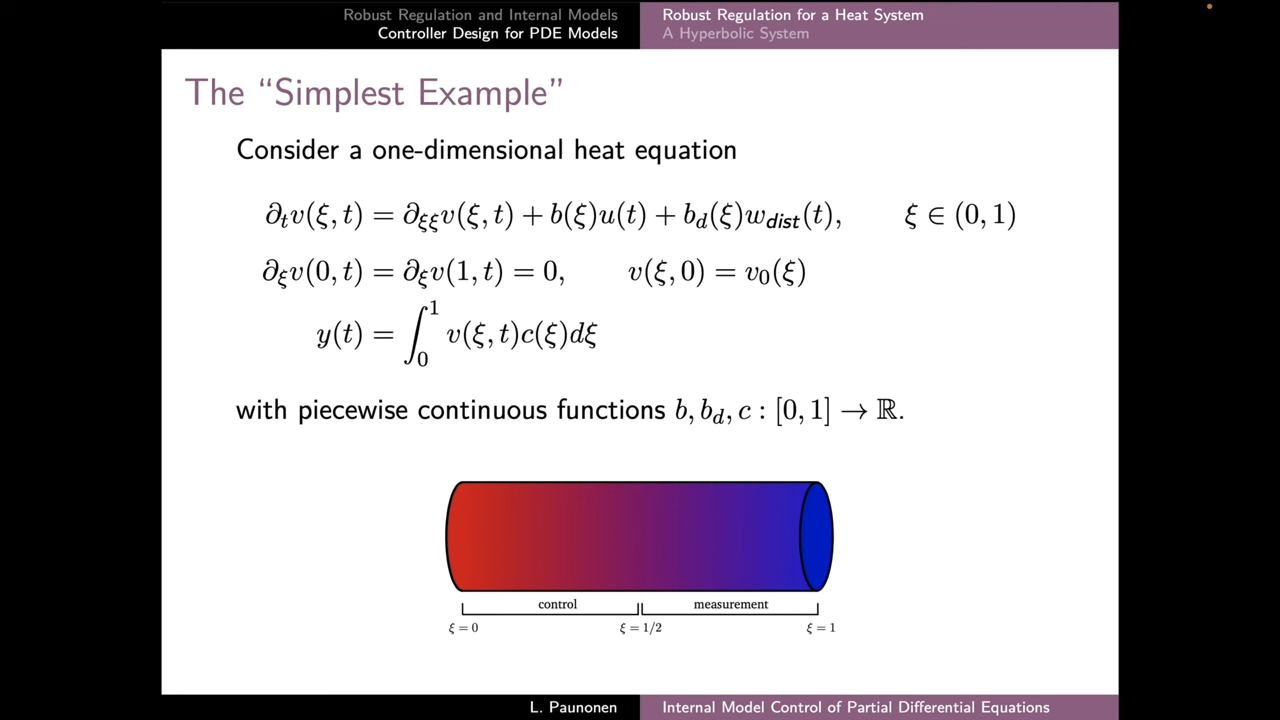 Robust Regulation and Internal Models
Controller Design for PDE Models
Robust Regulation for a Heat System
A Hyperbolic System
The “Simplest Example”
Consider a one-dimensional heat equation
∂ₜv(ξ, t) = ∂_ξξ v(ξ, t) + b(ξ)u(t) + b_d(ξ)w_dist(t), ξ ∈ (0, 1)
∂_ξ v(0, t) = ∂_ξ v(1, t) = 0, v(ξ, 0) = v₀(ξ)
y(t) = ∫₀¹ v(ξ, t)c(ξ)dξ
with piecewise continuous functions b, b_d, c : [0, 1] → ℝ.
control measurement
ξ = 0 ξ = 1/2 ξ = 1
L. Paunonen
Internal Model Control of Partial Differential Equations